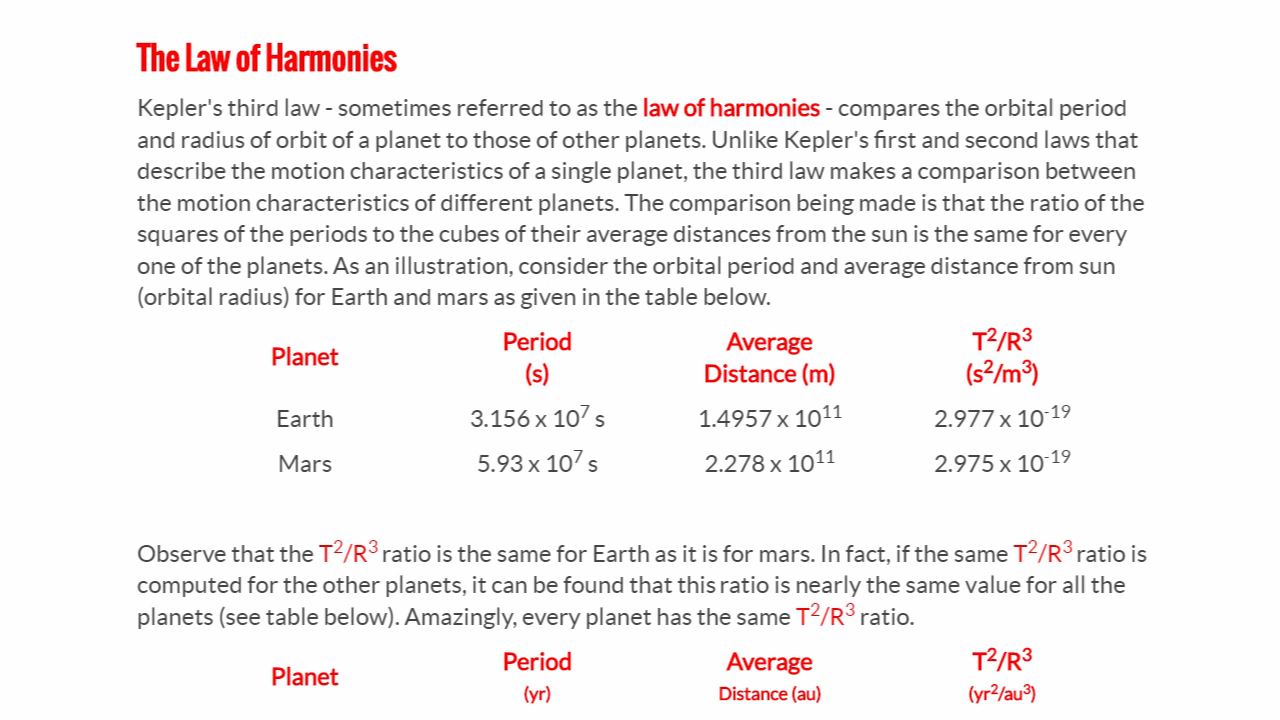 The Law of Harmonies
Kepler's third law - sometimes referred to as the law of harmonies - compares the orbital period
and radius of orbit of a planet to those of other planets. Unlike Kepler's first and second laws that
describe the motion characteristics of a single planet, the third law makes a comparison between
the motion characteristics of different planets. The comparison being made is that the ratio of the
squares of the periods to the cubes of their average distances from the sun is the same for every
one of the planets. As an illustration, consider the orbital period and average distance from sun
(orbital radius) for Earth and mars as given in the table below.
Planet Period (s) Average Distance (m) T²/R³ (s²/m³)
Earth 3.156 x 10⁷ s 1.4957 x 10¹¹ 2.977 x 10⁻¹⁹
Mars 5.93 x 10⁷ s 2.278 x 10¹¹ 2.975 x 10⁻¹⁹
Observe that the T²/R³ ratio is the same for Earth as it is for mars. In fact, if the same T²/R³ ratio is
computed for the other planets, it can be found that this ratio is nearly the same value for all the
planets (see table below). Amazingly, every planet has the same T²/R³ ratio.
Planet Period (yr) Average Distance (au) T²/R³ (yr²/au³)